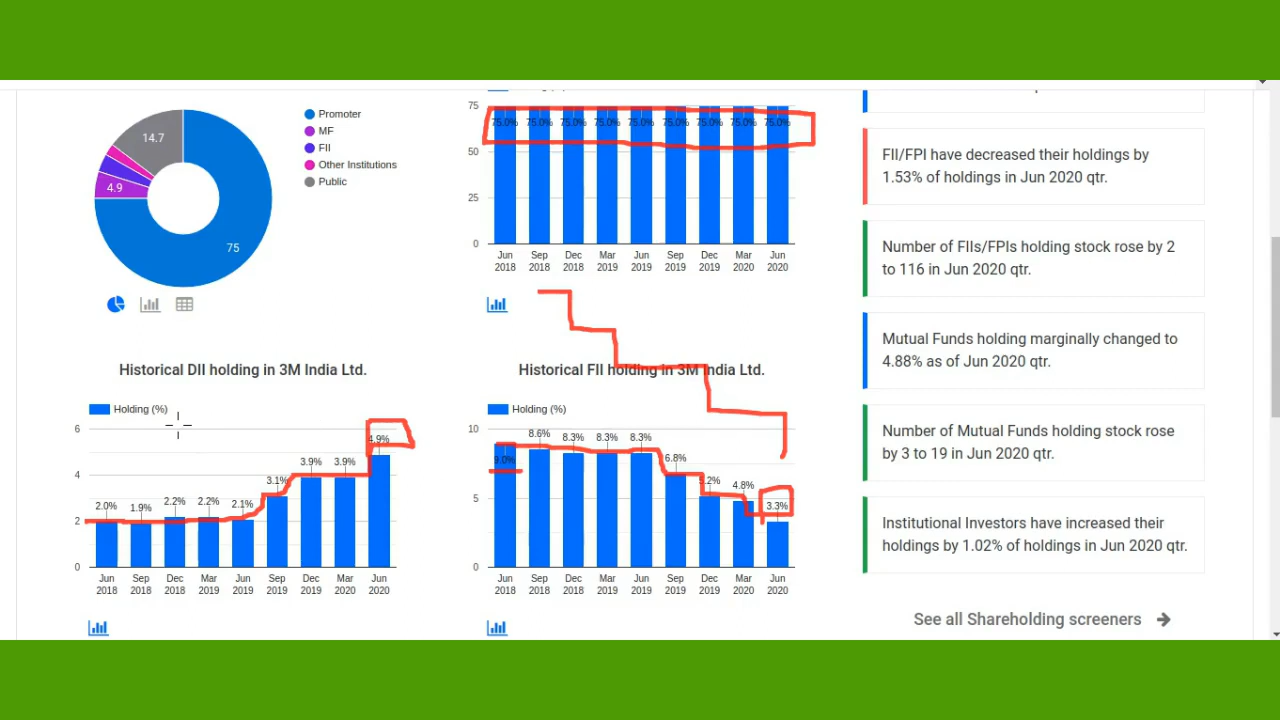 14.7
4.9
75
Promoter
MF
FII
Other Institutions
Public
75
50
25
0
75.0% 75.0% 75.0% 75.0% 75.0% 75.0% 75.0% 75.0% 75.0%
Jun Sep Dec Mar Jun Sep Dec Mar Jun
2018 2018 2018 2019 2019 2019 2019 2020 2020
Historical DII holding in 3M India Ltd.
Holding (%)
6
4
2
0
2.0% 1.9% 2.2% 2.2% 2.1% 3.1% 3.9% 3.9% 4.9%
Jun Sep Dec Mar Jun Sep Dec Mar Jun
2018 2018 2018 2019 2019 2019 2019 2020 2020
Historical FII holding in 3M India Ltd.
Holding (%)
10
5
0
9.0% 8.6% 8.3% 8.3% 8.3% 6.8% 5.2% 4.8% 3.3%
Jun Sep Dec Mar Jun Sep Dec Mar Jun
2018 2018 2018 2019 2019 2019 2019 2020 2020
FII/FPI have decreased their holdings by
1.53% of holdings in Jun 2020 qtr.
Number of FIIs/FPIs holding stock rose by 2
to 116 in Jun 2020 qtr.
Mutual Funds holding marginally changed to
4.88% as of Jun 2020 qtr.
Number of Mutual Funds holding stock rose
by 3 to 19 in Jun 2020 qtr.
Institutional Investors have increased their
holdings by 1.02% of holdings in Jun 2020 qtr.
See all Shareholding screeners